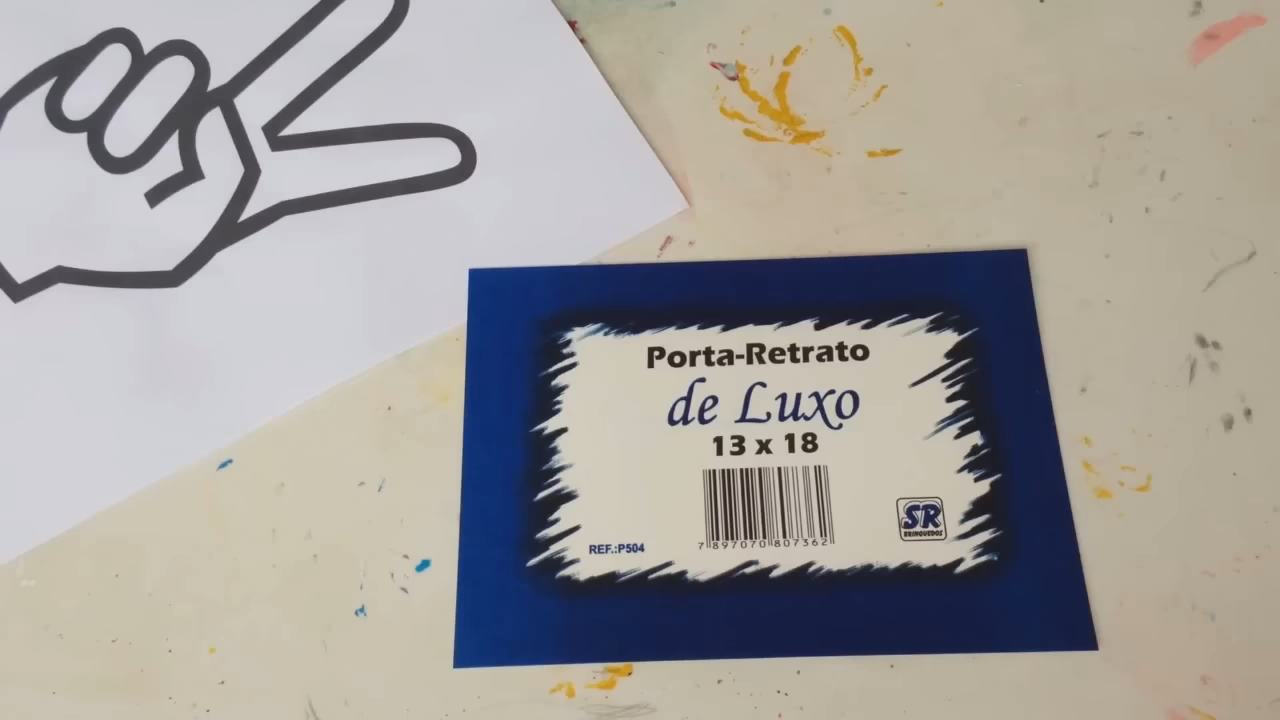 Porta-Retrato
de Luxo
13 x 18
7 897070 807362
REF.:P504
SR
BRINQUEDOS